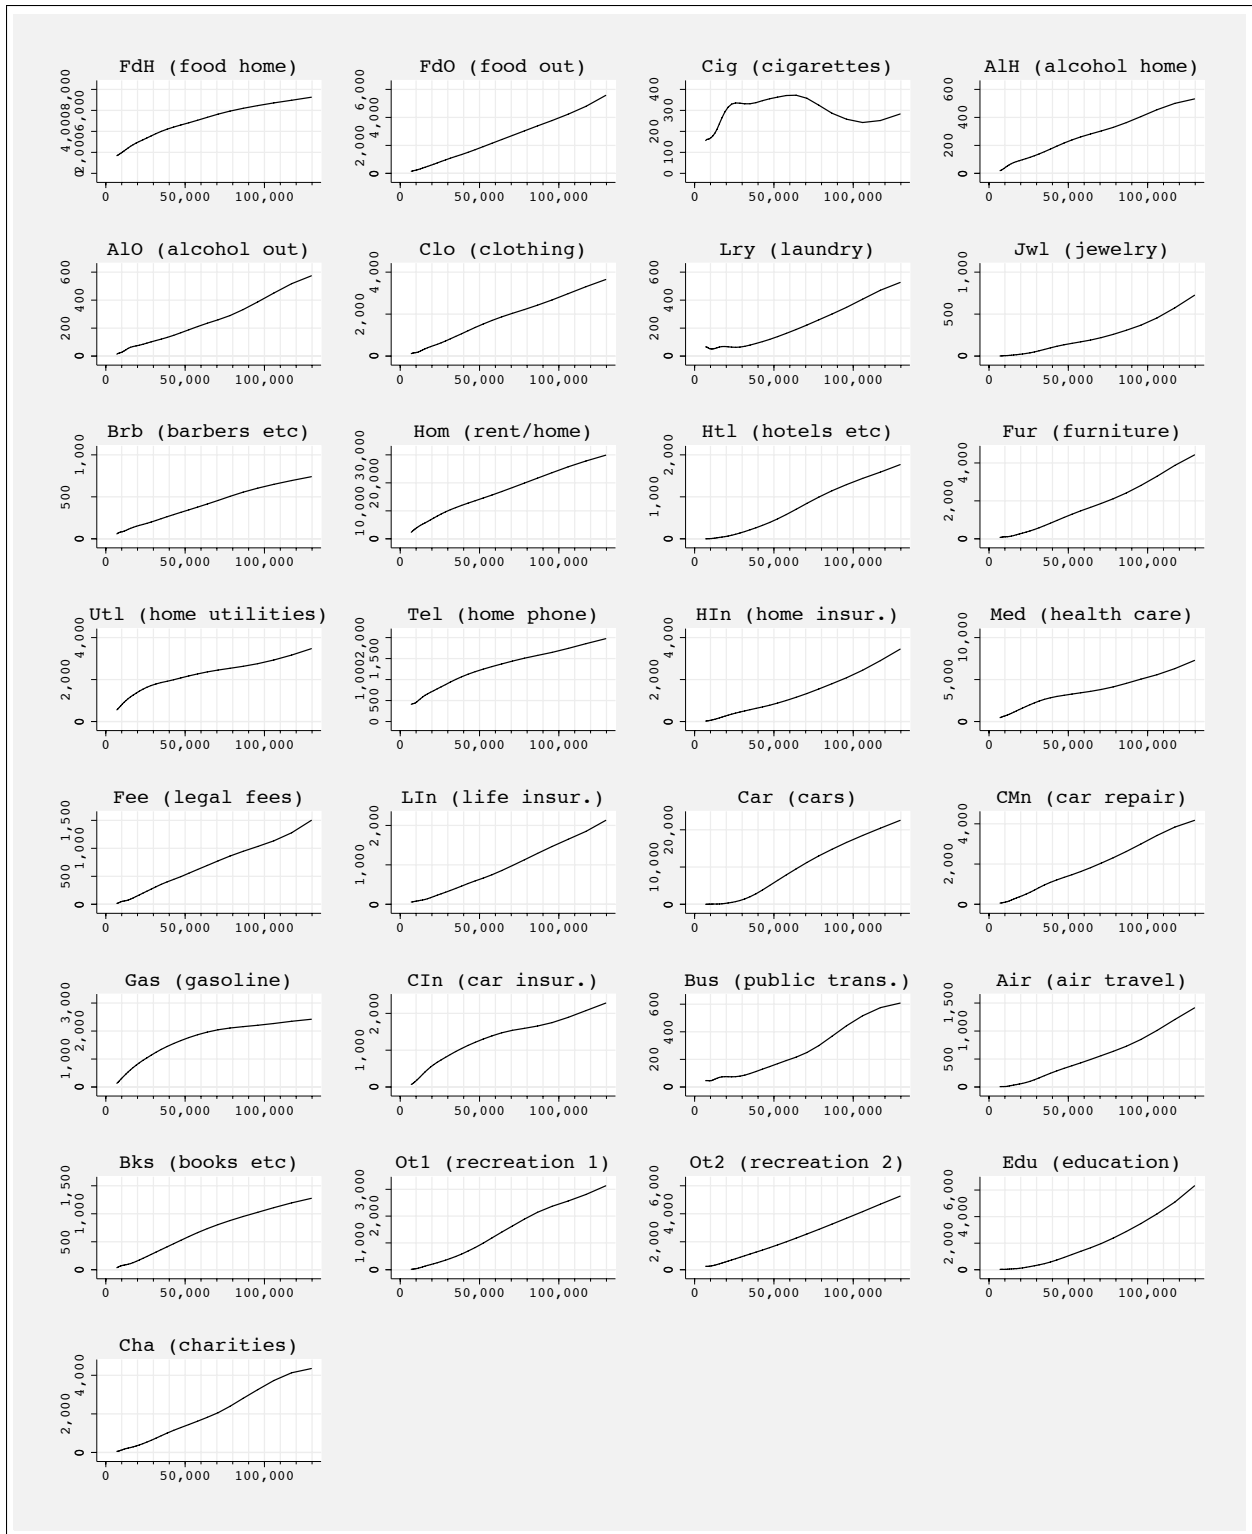 FdH (food home)
8,000
6,000
4,000
2,000
0
0 50,000 100,000
FdO (food out)
6,000
4,000
2,000
0
0 50,000 100,000
Cig (cigarettes)
400
300
200
100
0
0 50,000 100,000
AlH (alcohol home)
600
400
200
0
0 50,000 100,000
AlO (alcohol out)
600
400
200
0
0 50,000 100,000
Clo (clothing)
4,000
2,000
0
0 50,000 100,000
Lry (laundry)
600
400
200
0
0 50,000 100,000
Jwl (jewelry)
1,000
500
0
0 50,000 100,000
Brb (barbers etc)
1,000
500
0
0 50,000 100,000
Hom (rent/home)
30,000
20,000
10,000
0
0 50,000 100,000
Htl (hotels etc)
2,000
1,000
0
0 50,000 100,000
Fur (furniture)
4,000
2,000
0
0 50,000 100,000
Utl (home utilities)
4,000
2,000
0
0 50,000 100,000
Tel (home phone)
2,000
1,500
1,000
500
0
0 50,000 100,000
HIn (home insur.)
4,000
2,000
0
0 50,000 100,000
Med (health care)
10,000
5,000
0
0 50,000 100,000
Fee (legal fees)
1,500
1,000
500
0
0 50,000 100,000
LIn (life insur.)
2,000
1,000
0
0 50,000 100,000
Car (cars)
20,000
10,000
0
0 50,000 100,000
CMn (car repair)
4,000
2,000
0
0 50,000 100,000
Gas (gasoline)
3,000
2,000
1,000
0
0 50,000 100,000
CIn (car insur.)
2,000
1,000
0
0 50,000 100,000
Bus (public trans.)
600
400
200
0
0 50,000 100,000
Air (air travel)
1,500
1,000
500
0
0 50,000 100,000
Bks (books etc)
1,500
1,000
500
0
0 50,000 100,000
Ot1 (recreation 1)
3,000
2,000
1,000
0
0 50,000 100,000
Ot2 (recreation 2)
6,000
4,000
2,000
0
0 50,000 100,000
Edu (education)
6,000
4,000
2,000
0
0 50,000 100,000
Cha (charities)
4,000
2,000
0
0 50,000 100,000